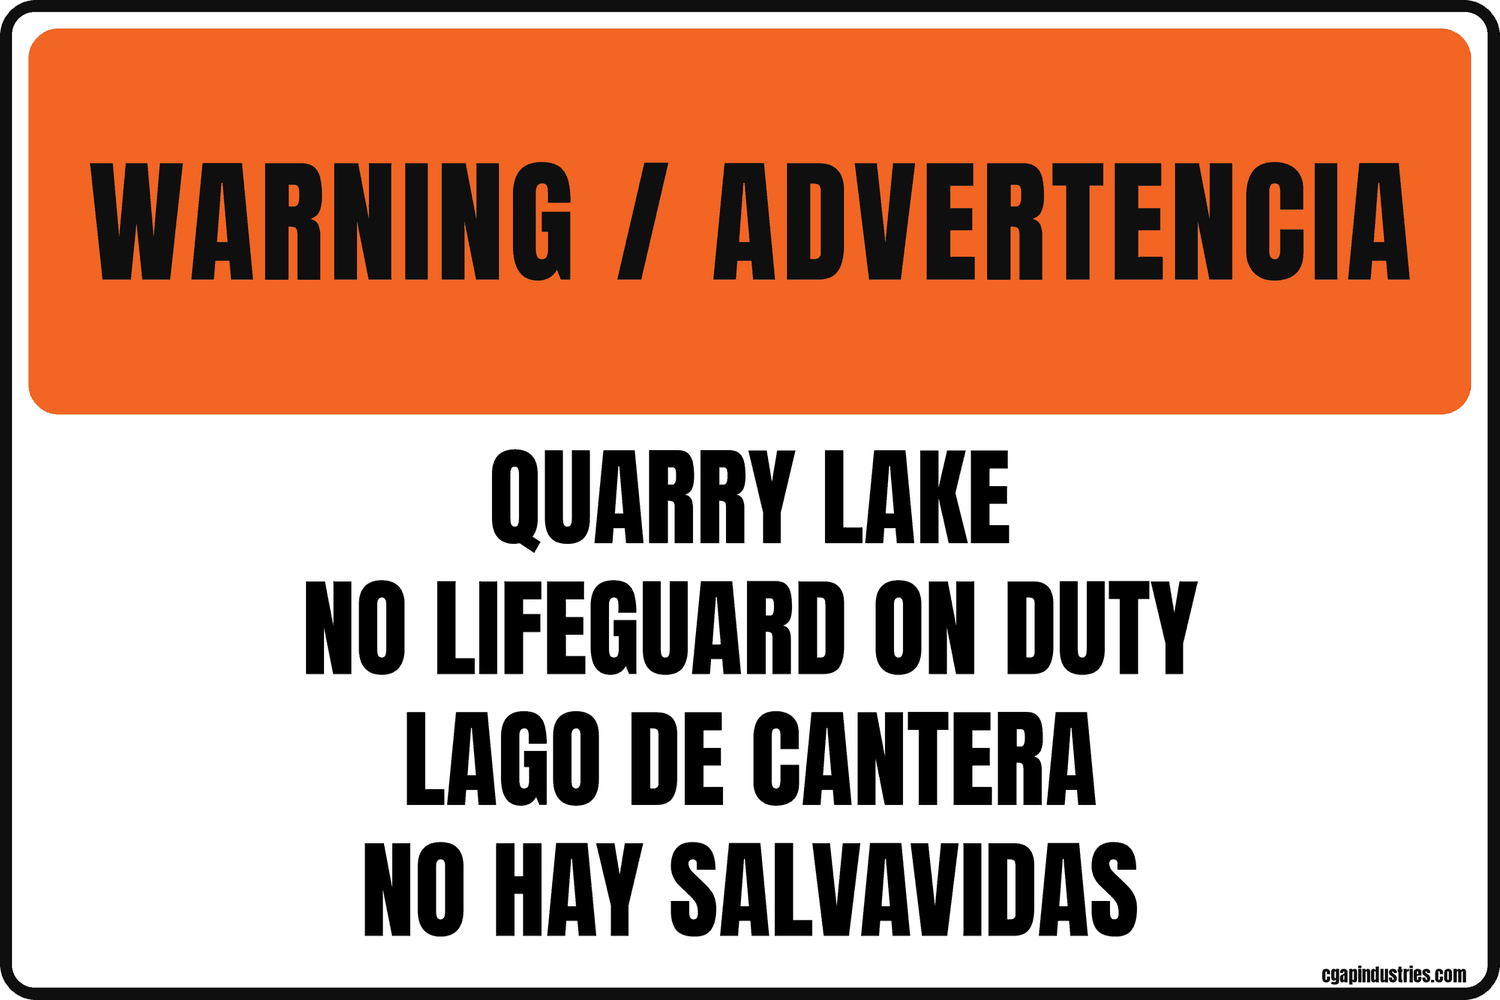 WARNING / ADVERTENCIA
QUARRY LAKE
NO LIFEGUARD ON DUTY
LAGO DE CANTERA
NO HAY SALVAVIDAS
cgapindustries.com